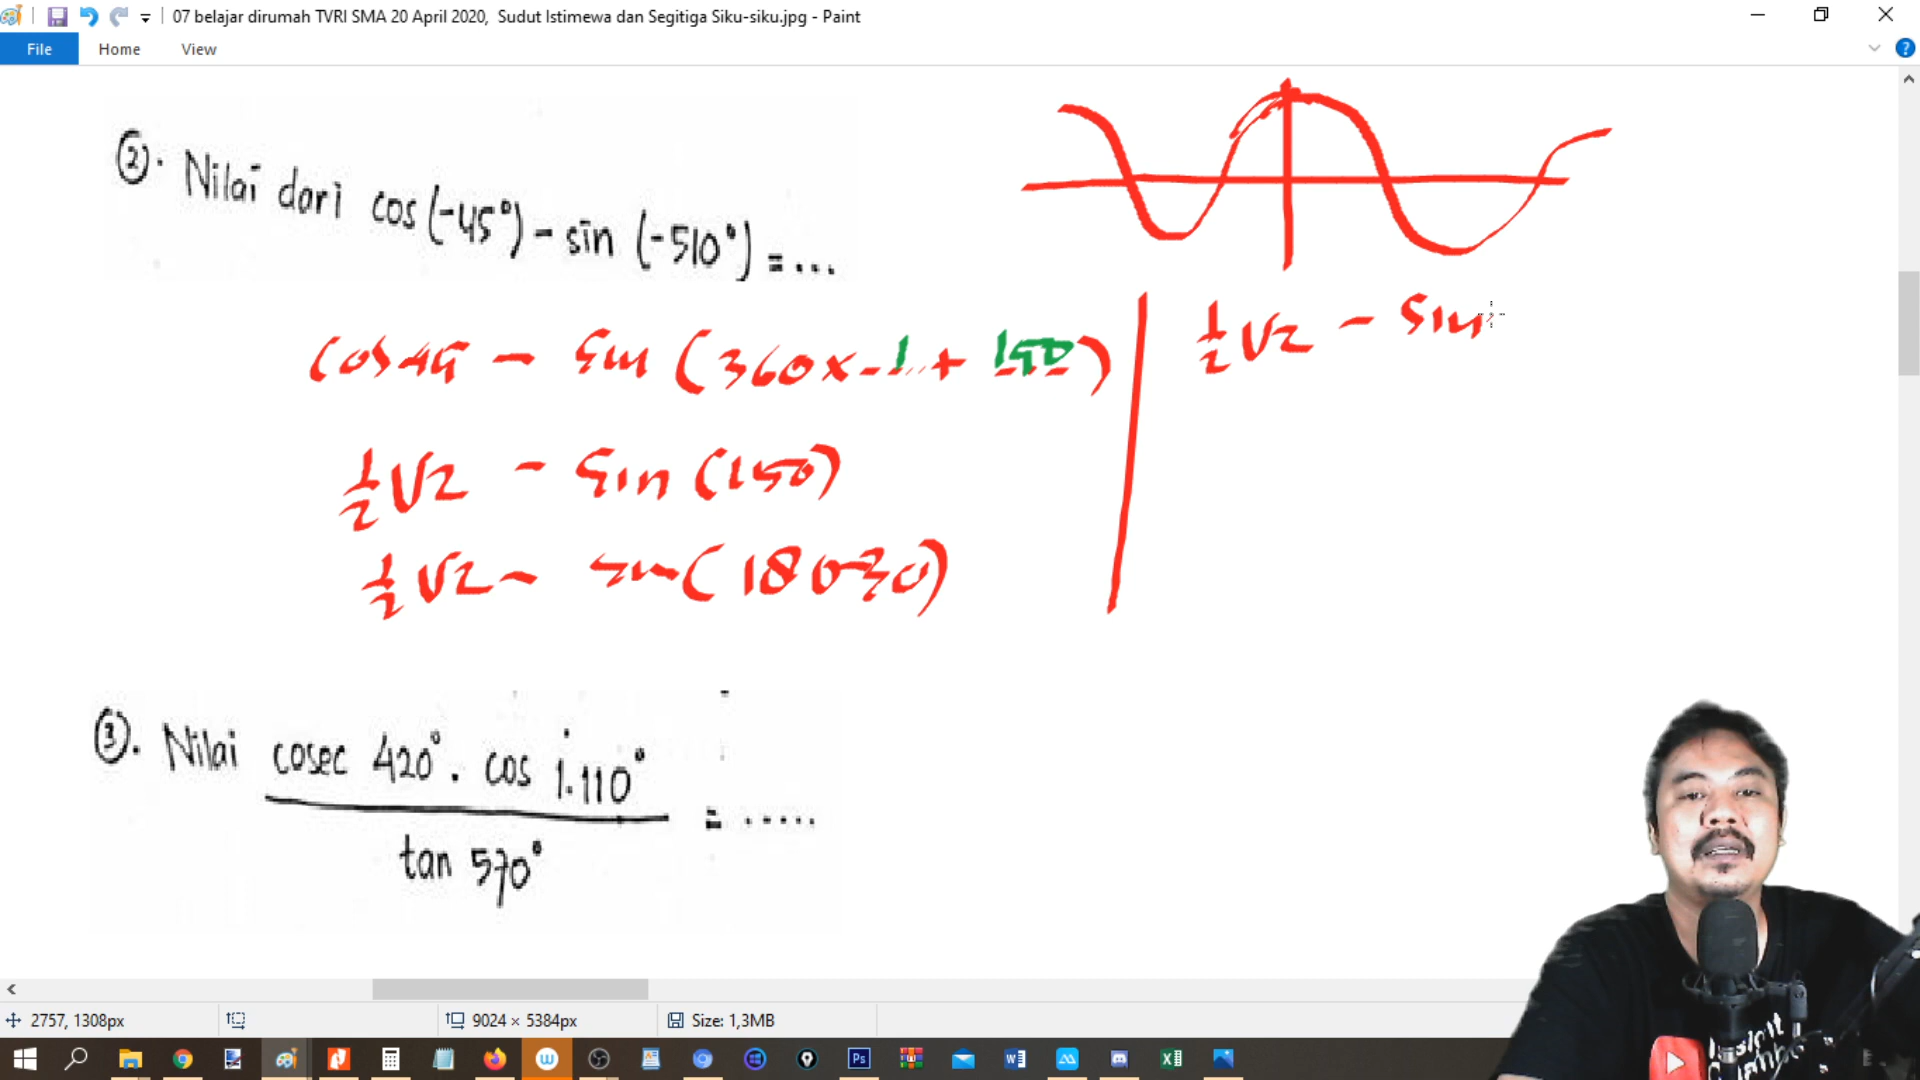 07 belajar dirumah TVRI SMA 20 April 2020, Sudut Istimewa dan Segitiga Siku-siku.jpg - Paint
File Home View
②. Nilai dari cos(-45°) - sin (-510°) = ...
cos 45 - sin (360 x -1 + 150)
½√2 - sin (150)
½√2 - sin (180-30)
½√2 - sin
③. Nilai cosec 420° . cos 1.110°
= .....
tan 570°
2757, 1308px
9024 × 5384px
Size: 1,3MB